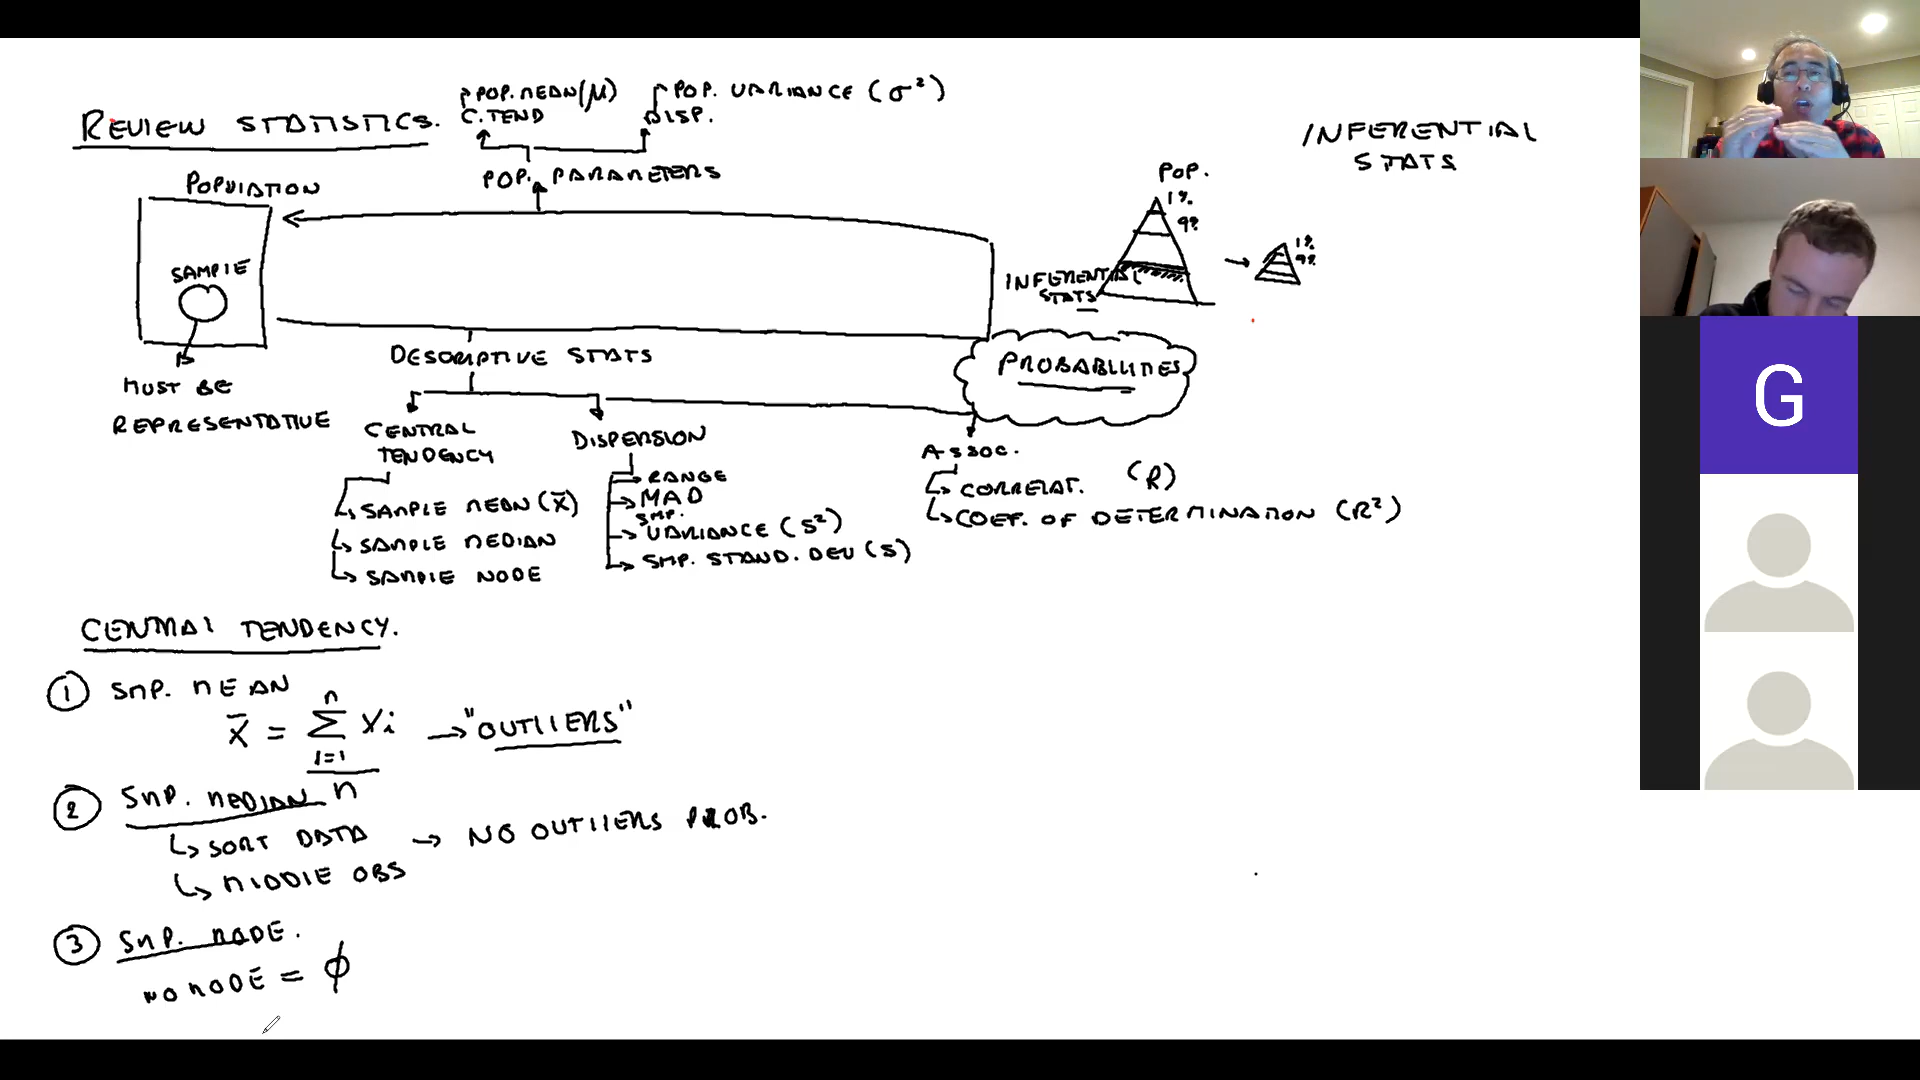 REVIEW STATISTICS.
POP. MEAN (μ)
C. TEND
POP. VARIANCE (σ²)
DISP.
POP. PARAMETERS
POPULATION
SAMPLE
MUST BE
REPRESENTATIVE
INFERENTIAL
STATS
POP.
1%
9%
1%
9%
INFERENTIAL
STATS
DESCRIPTIVE STATS
PROBABILITIES
CENTRAL
TENDENCY
SAMPLE MEAN (x̄)
SAMPLE MEDIAN
SAMPLE MODE
DISPERSION
RANGE
MAD
SMP.
VARIANCE (S²)
SMP. STAND. DEV (S)
ASSOC.
CORRELAT. (R)
COEF. OF DETERMINATION (R²)
CENTRAL TENDENCY.
1 SMP. MEAN
x̄ = Σ Xi → "OUTLIERS"
n
i=1
n
2 SMP. MEDIAN
SORT DATA → NO OUTLIERS PROB.
MIDDLE OBS
3 SMP. MODE.
NO MODE = ϕ
G